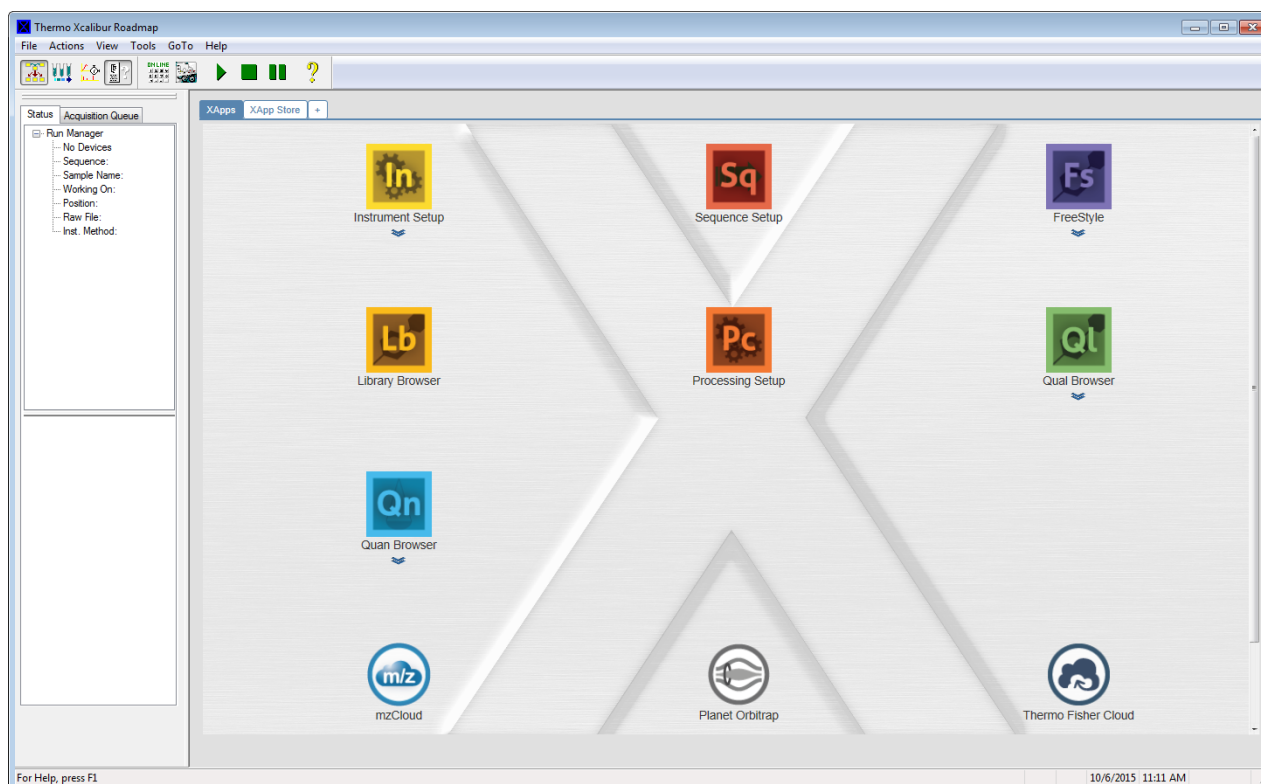 Thermo Xcalibur Roadmap
File Actions View Tools GoTo Help
ONLINE
Status Acquisition Queue
XApps XApp Store +
Run Manager
No Devices
Sequence:
Sample Name:
Working On:
Position:
Raw File:
Inst. Method:
In Sq Fs
Instrument Setup Sequence Setup FreeStyle
Lb Pc Ql
Library Browser Processing Setup Qual Browser
Qn
Quan Browser
m/z
mzCloud Planet Orbitrap Thermo Fisher Cloud
For Help, press F1 10/6/2015 11:11 AM